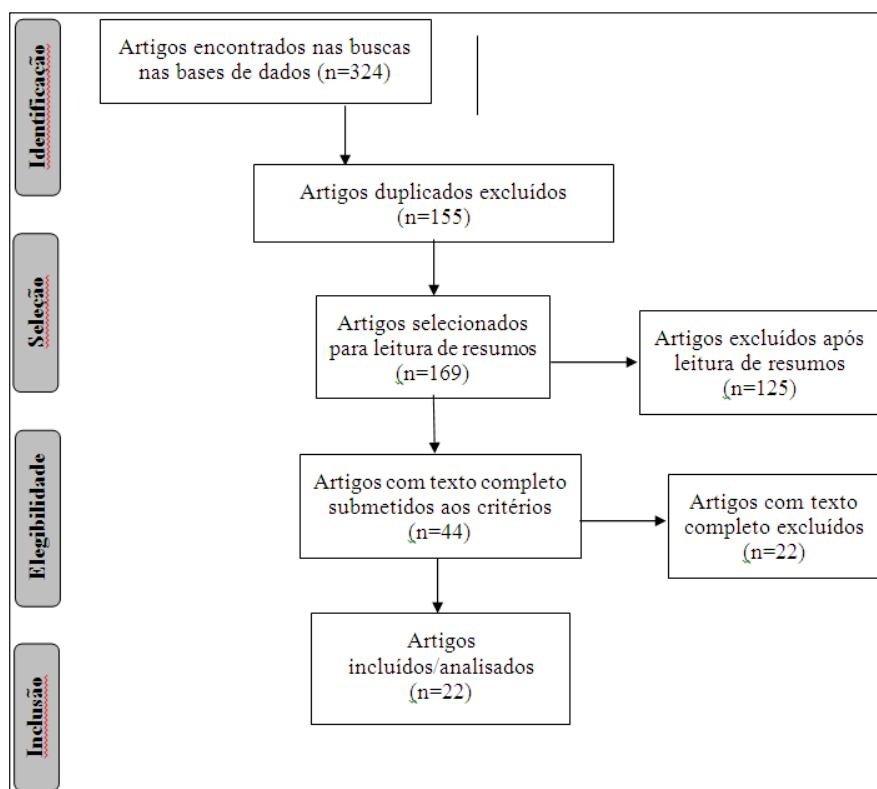 Identificação
Artigos encontrados nas buscas
nas bases de dados (n=324)
Artigos duplicados excluídos
(n=155)
Seleção
Artigos selecionados
para leitura de resumos
(n=169)
Artigos excluídos após
leitura de resumos
(n=125)
Elegibilidade
Artigos com texto completo
submetidos aos critérios
(n=44)
Artigos com texto
completo excluídos
(n=22)
Inclusão
Artigos
incluídos/analisados
(n=22)